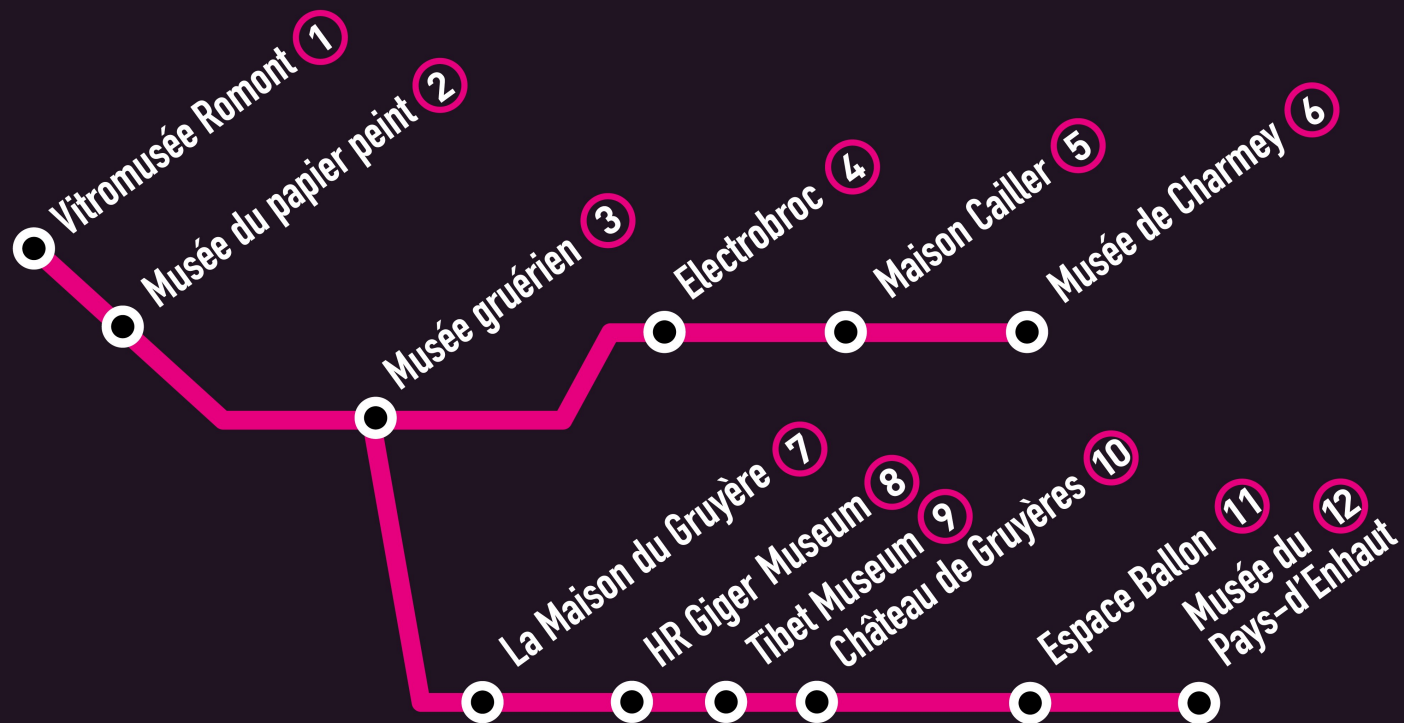 Vitromusée Romont 1
Musée du papier peint 2
Musée gruérien 3
Electrobroc 4
Maison Cailler 5
Musée de Charmey 6
La Maison du Gruyère 7
HR Giger Museum 8
Tibet Museum 9
Château de Gruyères 10
Espace Ballon 11
Musée du 12
Pays-d'Enhaut